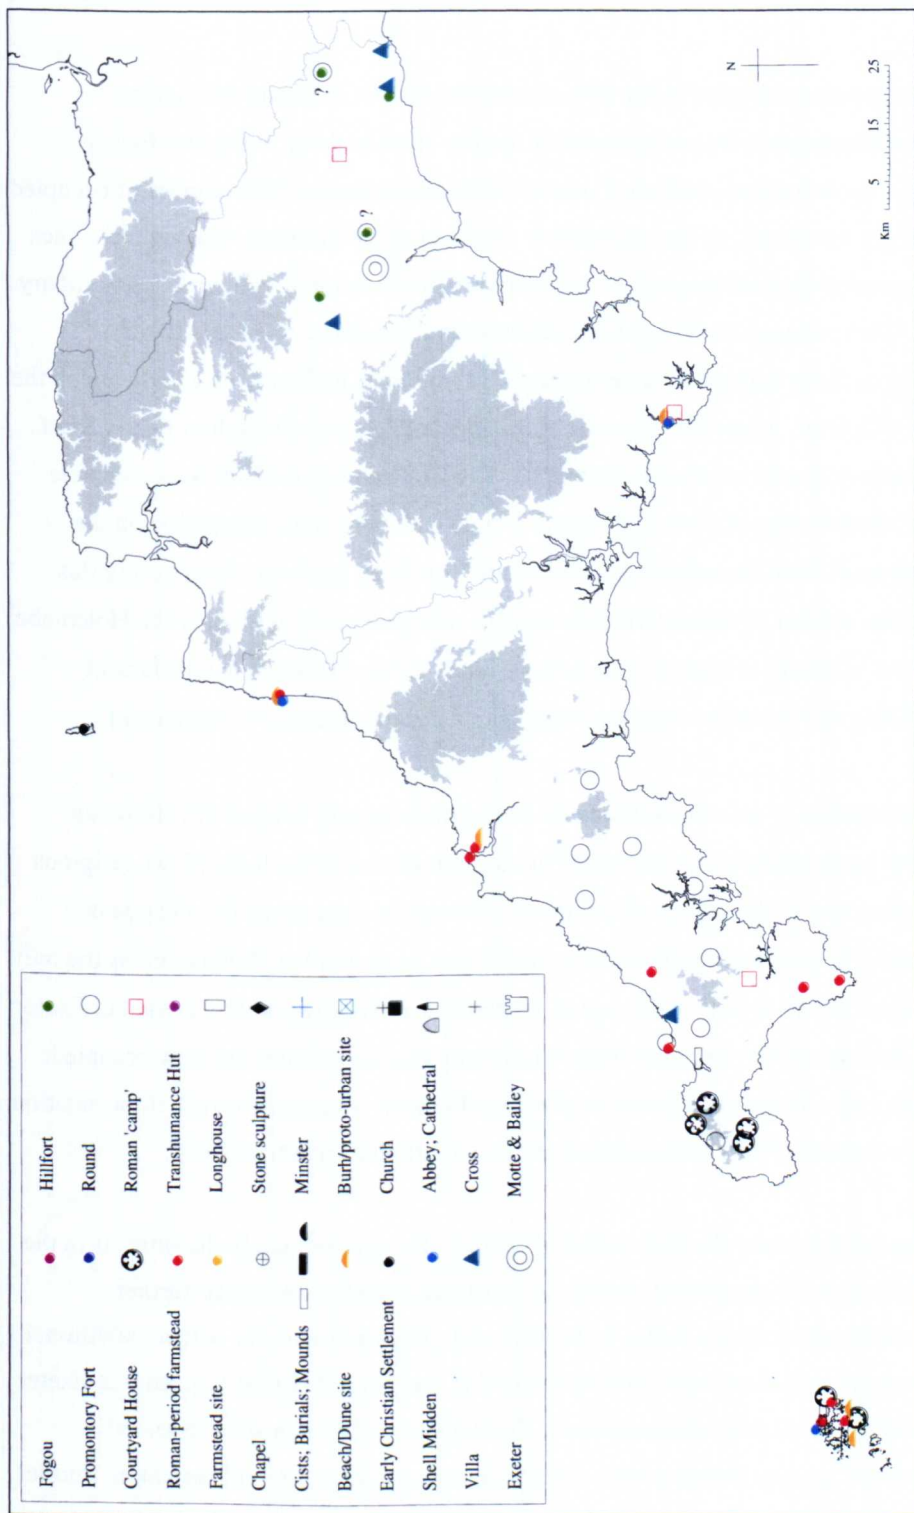 Fogou
Promontory Fort
Courtyard House
Roman-period farmstead
Farmstead site
Chapel
Cists; Burials; Mounds
Beach/Dune site
Early Christian Settlement
Shell Midden
Villa
Exeter
Hillfort
Round
Roman 'camp'
Transhumance Hut
Longhouse
Stone sculpture
Minster
Burh/proto-urban site
Church
Abbey; Cathedral
Cross
Motte & Bailey
?
?
N
Km 5 15 25